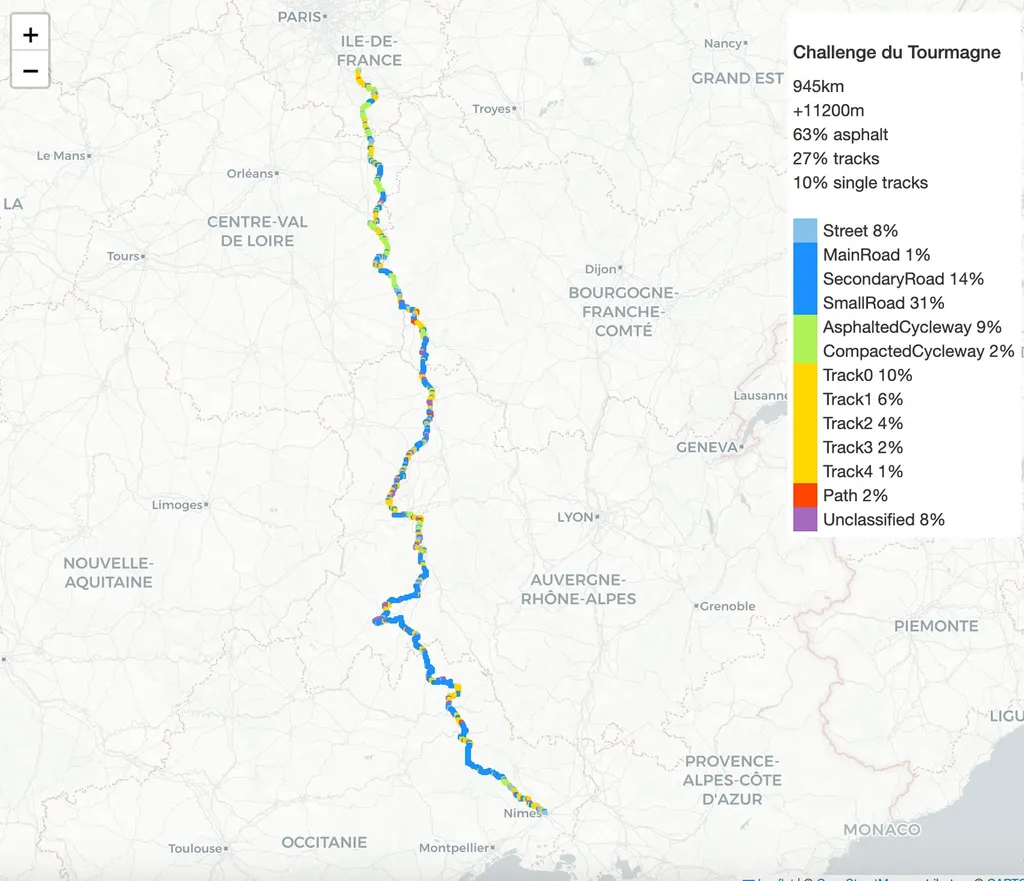 +
−
PARIS
ILE-DE-
FRANCE
Nancy
GRAND EST
Troyes
Le Mans
Orléans
LA
CENTRE-VAL
DE LOIRE
Tours
Dijon
BOURGOGNE-
FRANCHE-
COMTÉ
Lausanne
GENEVA
Limoges
LYON
NOUVELLE-
AQUITAINE
AUVERGNE-
RHÔNE-ALPES
Grenoble
PIEMONTE
LIGU
PROVENCE-
ALPES-CÔTE
D'AZUR
Nimes
MONACO
OCCITANIE
Toulouse
Montpellier
Challenge du Tourmagne
945km
+11200m
63% asphalt
27% tracks
10% single tracks
Street 8%
MainRoad 1%
SecondaryRoad 14%
SmallRoad 31%
AsphaltedCycleway 9%
CompactedCycleway 2%
Track0 10%
Track1 6%
Track2 4%
Track3 2%
Track4 1%
Path 2%
Unclassified 8%